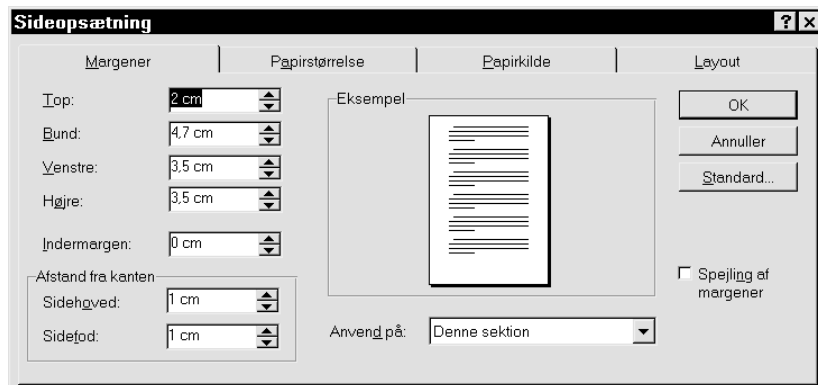 Sideopsætning
Margener Papirstørrelse Papirkilde Layout
Top: 2 cm
Bund: 4,7 cm
Venstre: 3,5 cm
Højre: 3,5 cm
Indermargen: 0 cm
Afstand fra kanten
Sidehoved: 1 cm
Sidefod: 1 cm
Eksempel
Anvend på: Denne sektion
OK
Annuller
Standard...
Spejling af
margener